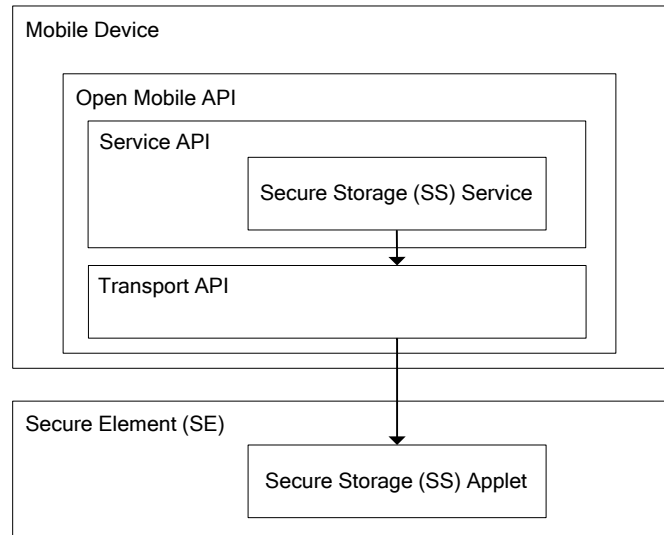 Mobile Device
Open Mobile API
Service API
Secure Storage (SS) Service
Transport API
Secure Element (SE)
Secure Storage (SS) Applet